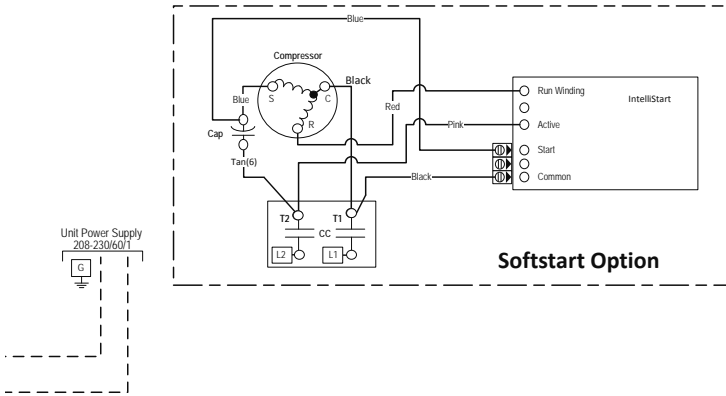 Blue
Compressor
Black
S
C
R
Blue
Red
Cap
Tan(6)
Pink
Black
Run Winding
IntelliStart
Active
Start
Common
T2
T1
CC
L2
L1
Unit Power Supply
208-230/60/1
G
Softstart Option